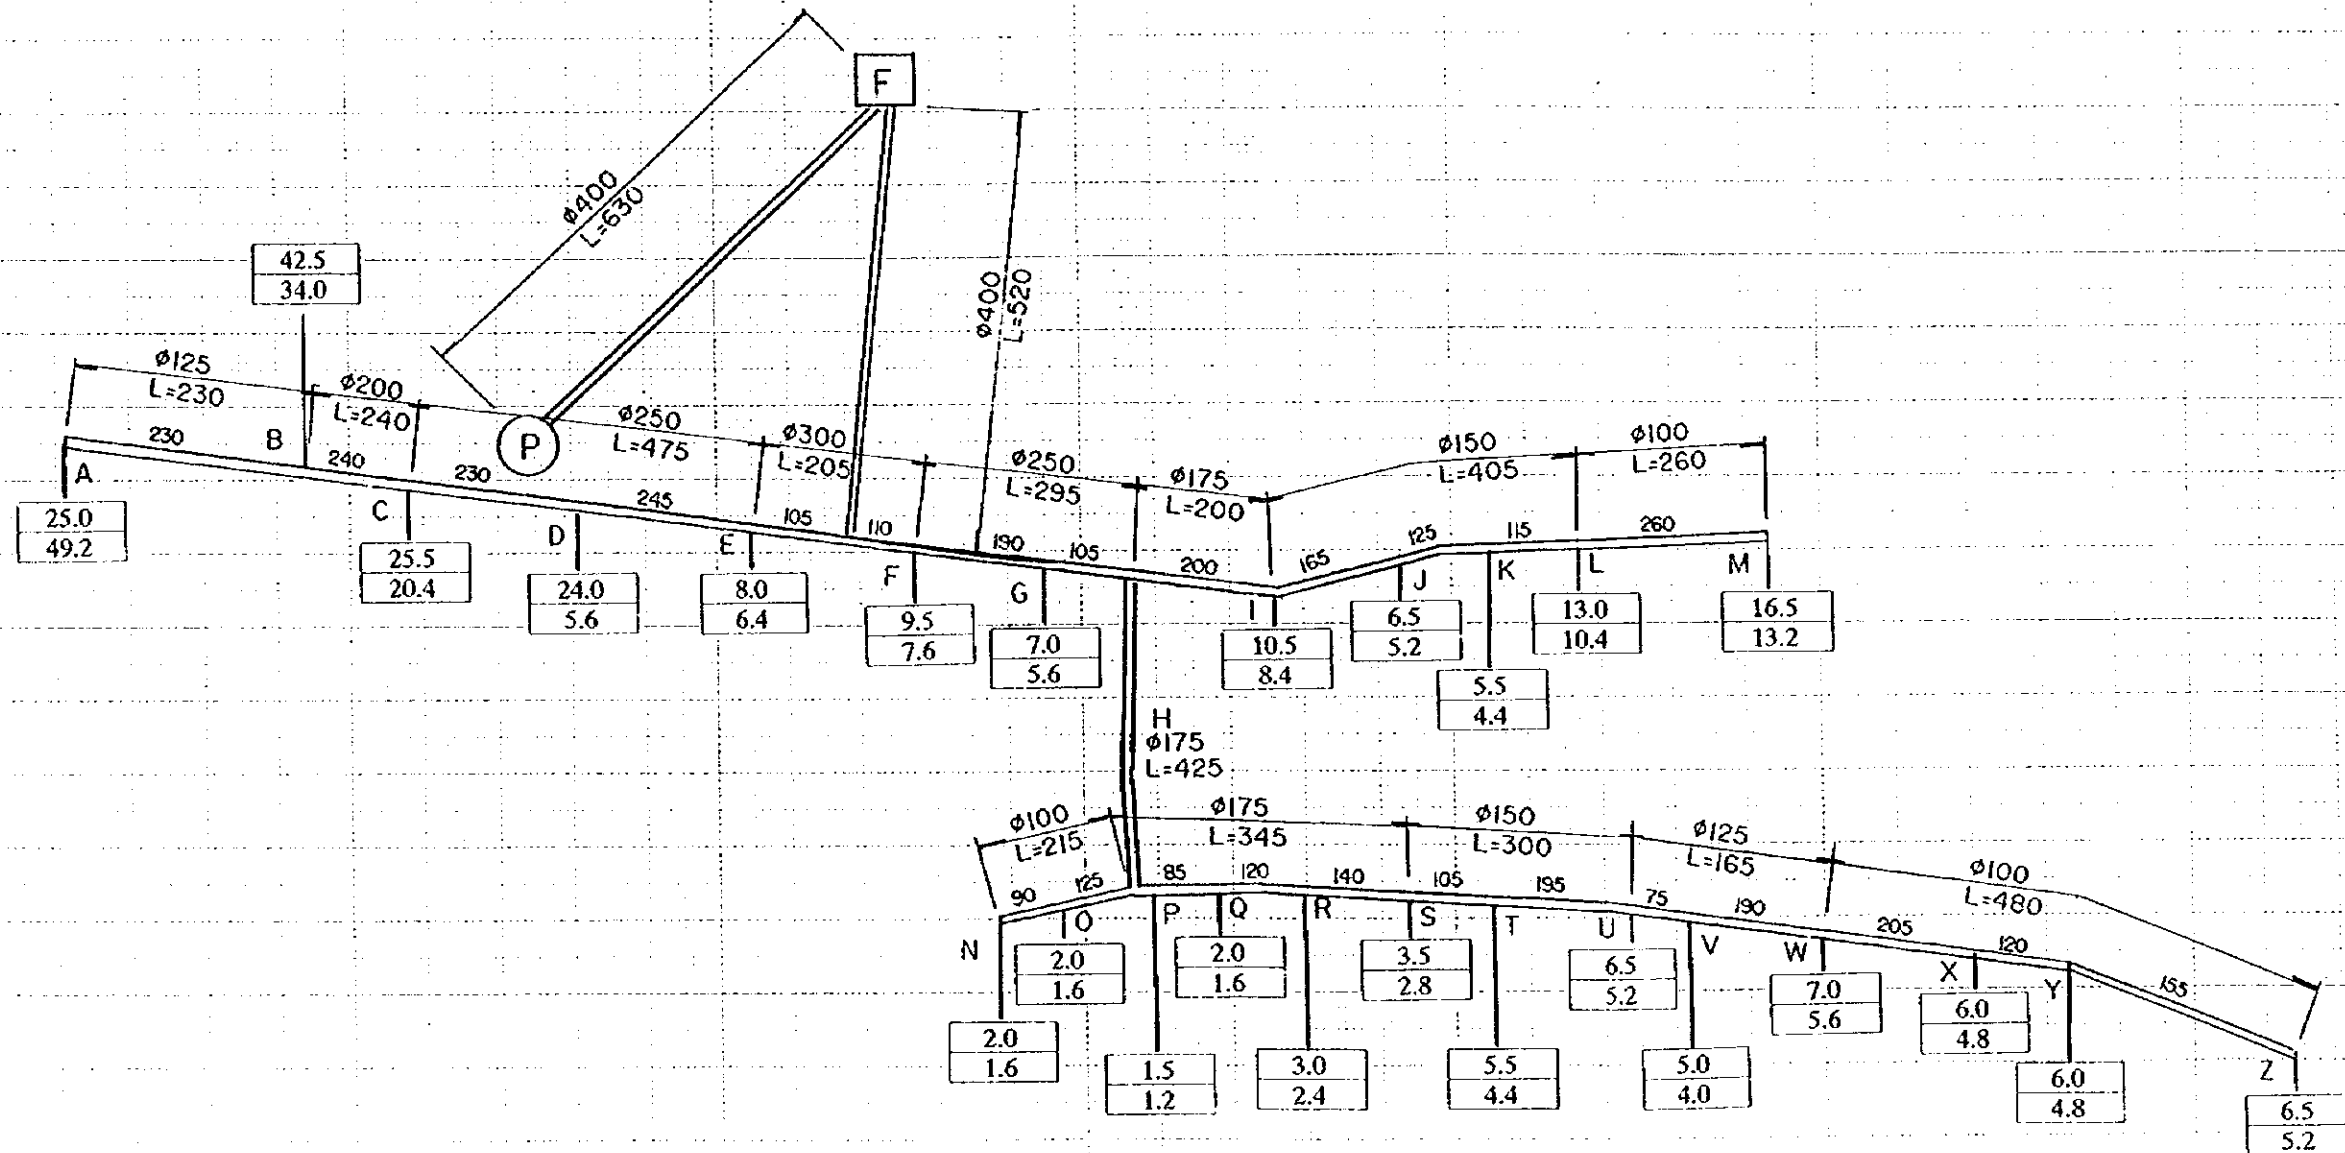 F
ø400
L=630
ø400
L=520
42.5
34.0
ø125
L=230
ø200
L=240
ø250
L=475
ø300
L=205
ø250
L=295
ø175
L=200
ø150
L=405
ø100
L=260
P
230
B
240
230
245
105
110
190
105
200
165
125
115
260
A
C
D
E
F
G
I
J
K
L
M
25.0
49.2
25.5
20.4
24.0
5.6
8.0
6.4
9.5
7.6
7.0
5.6
10.5
8.4
6.5
5.2
5.5
4.4
13.0
10.4
16.5
13.2
H
ø175
L=425
ø100
L=215
ø175
L=345
ø150
L=300
ø125
L=165
ø100
L=480
90
125
85
120
140
105
195
75
190
205
120
155
N
O
P
Q
R
S
T
U
V
W
X
Y
Z
2.0
1.6
2.0
1.6
1.5
1.2
2.0
1.6
3.0
2.4
3.5
2.8
5.5
4.4
6.5
5.2
5.0
4.0
7.0
5.6
6.0
4.8
6.0
4.8
6.5
5.2